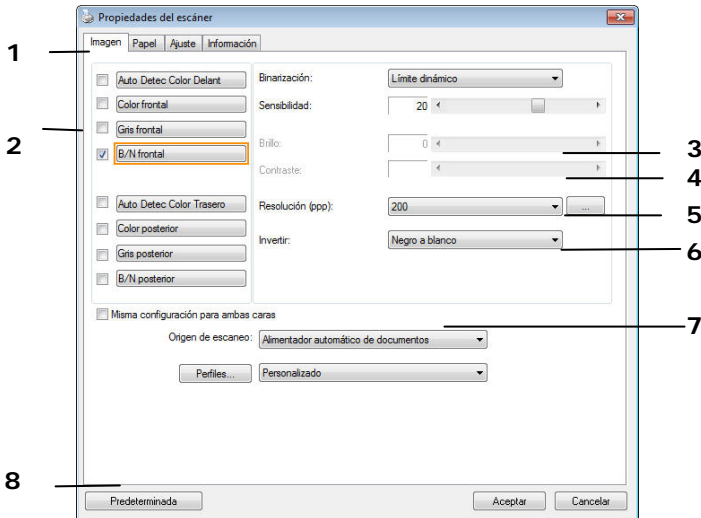 Propiedades del escáner
Imagen Papel Ajuste Información
1
Auto Detec Color Delant
Color frontal
Gris frontal
B/N frontal
2
Auto Detec Color Trasero
Color posterior
Gris posterior
B/N posterior
Binarización: Límite dinámico
Sensibilidad: 20
Brillo: 0
3
Contraste:
4
Resolución (ppp): 200 ...
5
Invertir: Negro a blanco
6
Misma configuración para ambas caras
7
Origen de escaneo: Alimentador automático de documentos
Perfiles... Personalizado
8
Predeterminada Aceptar Cancelar